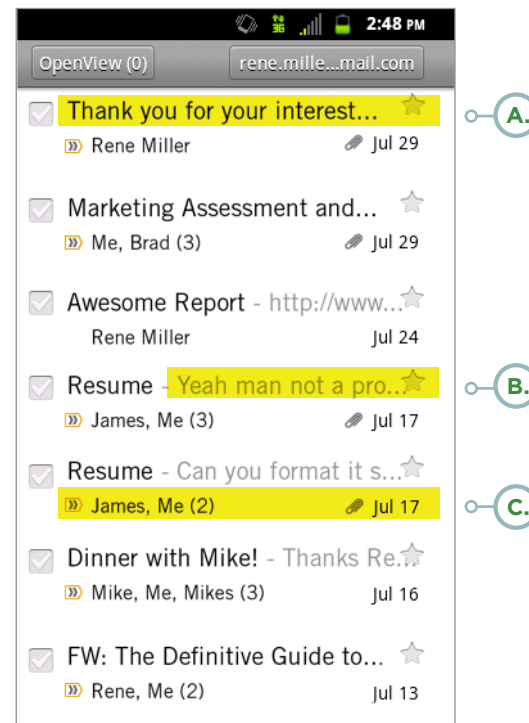 3G 2:48 PM
OpenView (0) rene.mille...mail.com
Thank you for your interest... A.
Rene Miller Jul 29
Marketing Assessment and...
Me, Brad (3) Jul 29
Awesome Report - http://www...
Rene Miller Jul 24
Resume - Yeah man not a pro... B.
James, Me (3) Jul 17
Resume - Can you format it s...
James, Me (2) Jul 17 C.
Dinner with Mike! - Thanks Re...
Mike, Me, Mikes (3) Jul 16
FW: The Definitive Guide to...
Rene, Me (2) Jul 13